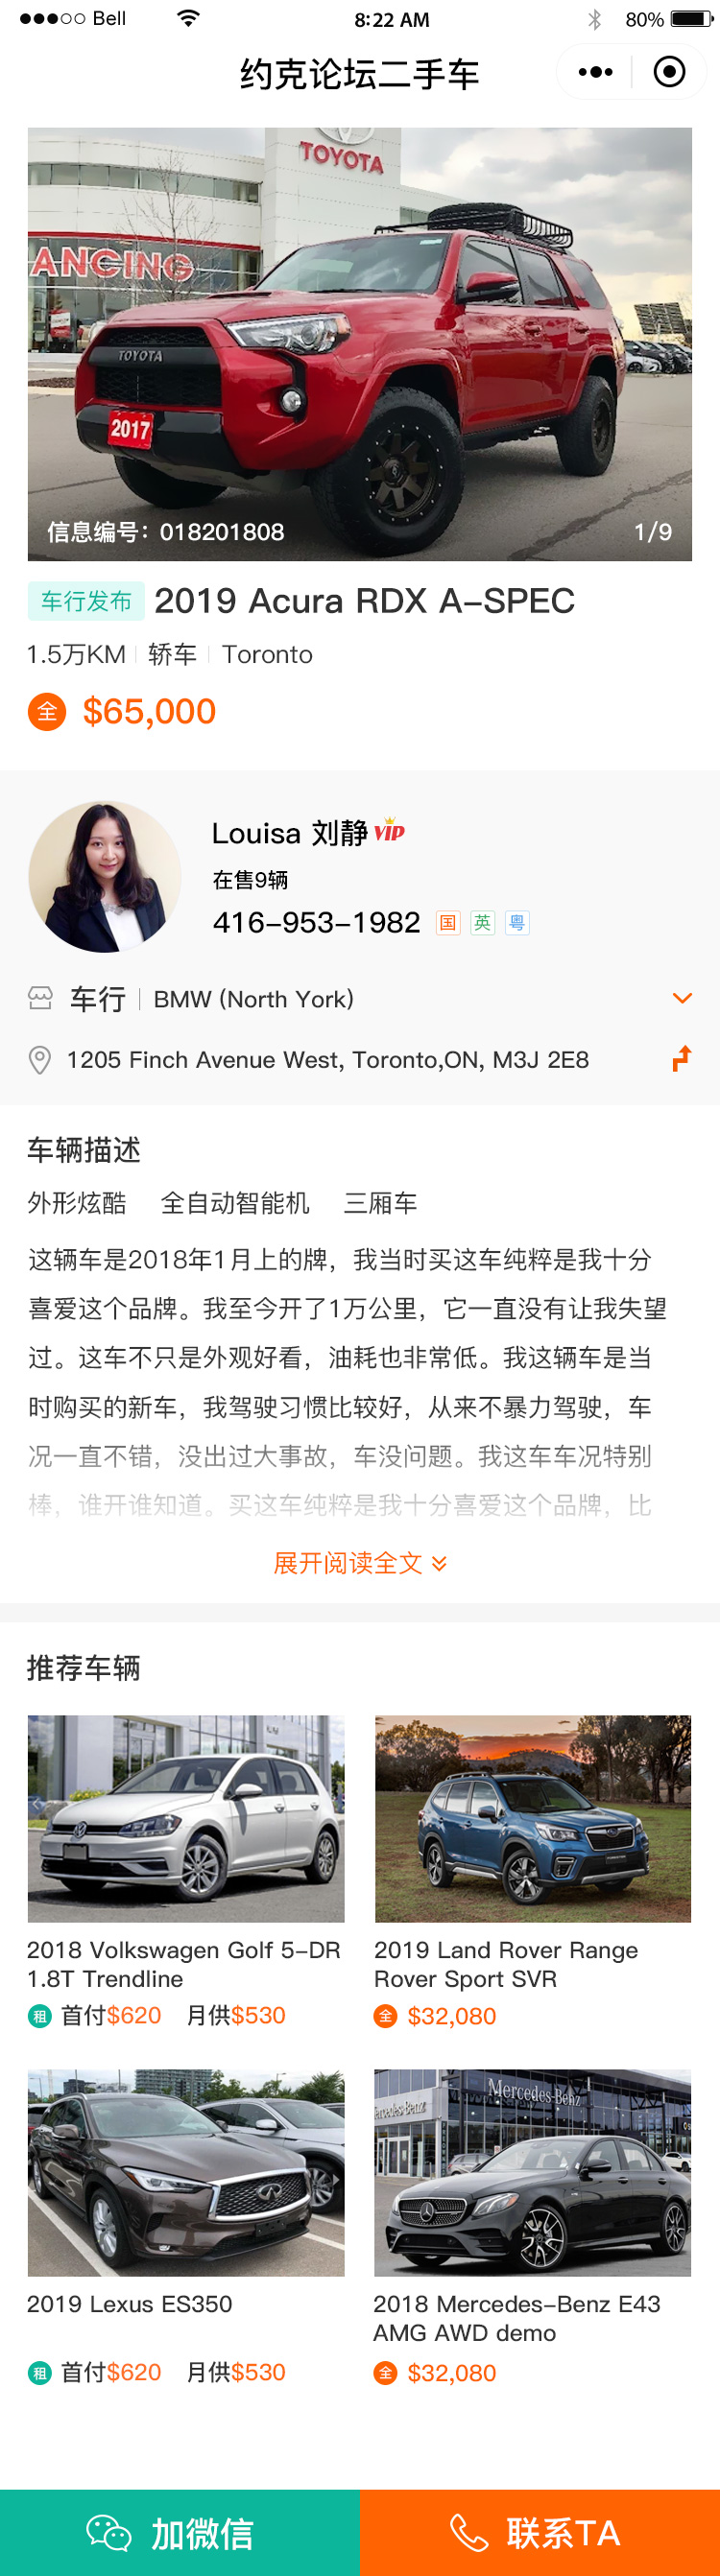 Bell
8:22 AM
80%
约克论坛二手车
TOYOTA
ANCING
TOYOTA
2017
信息编号：018201808
1/9
车行发布 2019 Acura RDX A-SPEC
1.5万KM 轿车 Toronto
全 $65,000
Louisa 刘静 VIP
在售9辆
416-953-1982 国 英 粤
车行 BMW (North York)
1205 Finch Avenue West, Toronto,ON, M3J 2E8
车辆描述
外形炫酷 全自动智能机 三厢车
这辆车是2018年1月上的牌，我当时买这车纯粹是我十分
喜爱这个品牌。我至今开了1万公里，它一直没有让我失望
过。这车不只是外观好看，油耗也非常低。我这辆车是当
时购买的新车，我驾驶习惯比较好，从来不暴力驾驶，车
况一直不错，没出过大事故，车没问题。我这车车况特别
棒，谁开谁知道。买这车纯粹是我十分喜爱这个品牌，比
展开阅读全文
推荐车辆
2018 Volkswagen Golf 5-DR
1.8T Trendline
租 首付$620 月供$530
2019 Land Rover Range
Rover Sport SVR
全 $32,080
Mercedes-Benz
2019 Lexus ES350
租 首付$620 月供$530
2018 Mercedes-Benz E43
AMG AWD demo
全 $32,080
加微信
联系TA